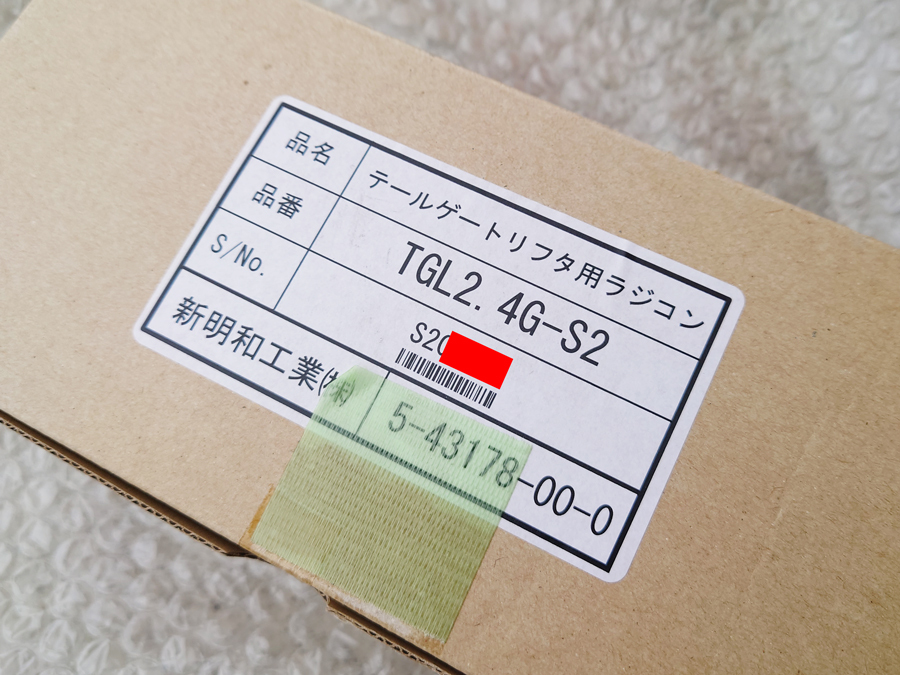 品名 テールゲートリフタ用ラジコン
品番 TGL2.4G-S2
S/No. S20
新明和工業㈱ 5-43178-00-0